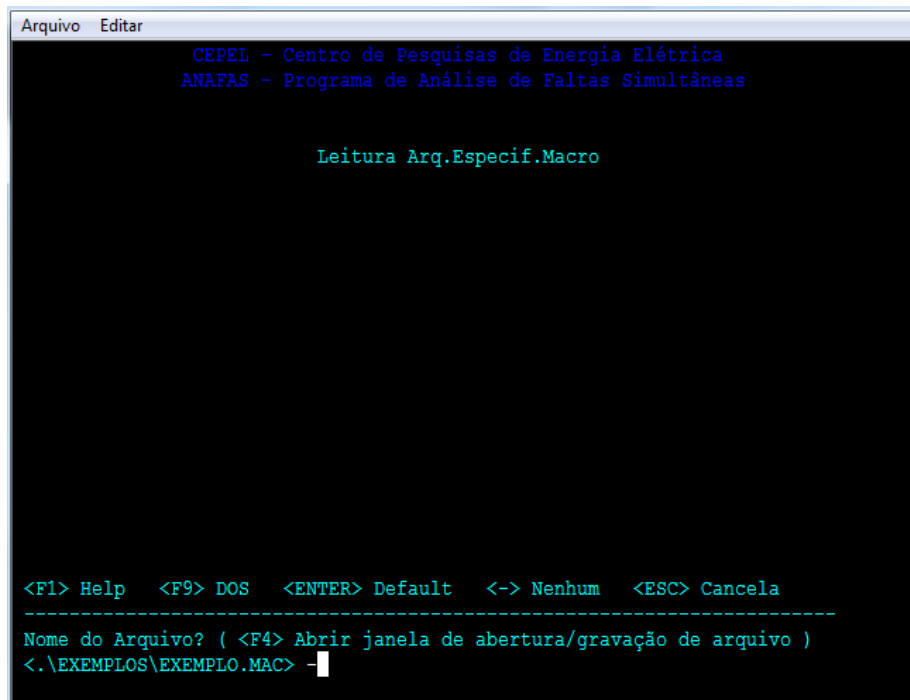 Arquivo Editar
CEPEL - Centro de Pesquisas de Energia Elétrica
ANAFAS - Programa de Análise de Faltas Simultâneas
Leitura Arq.Especif.Macro
<F1> Help <F9> DOS <ENTER> Default <-> Nenhum <ESC> Cancela
------------------------------------------------------------------------
Nome do Arquivo? ( <F4> Abrir janela de abertura/gravação de arquivo )
<.\EXEMPLOS\EXEMPLO.MAC> -